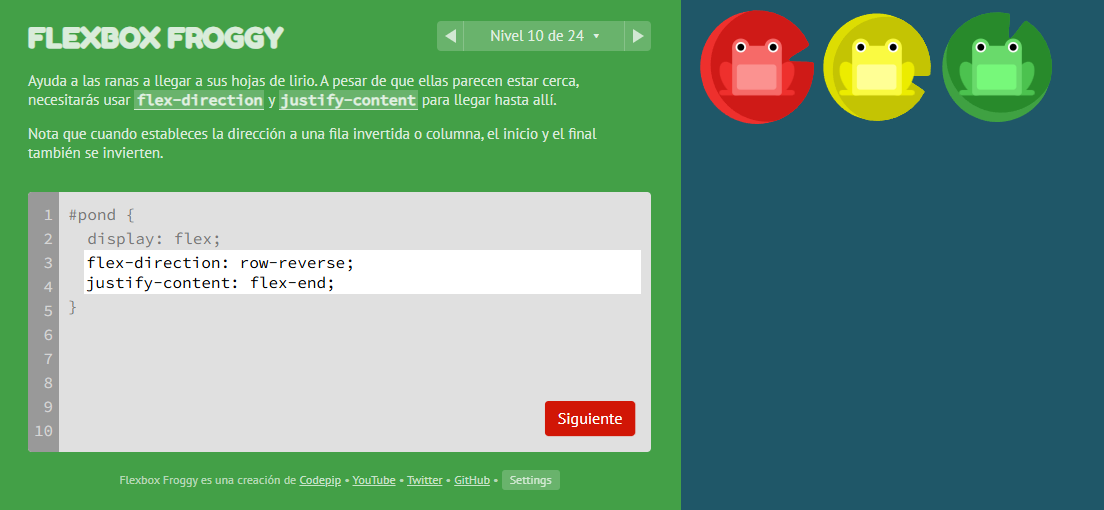 FLEXBOX FROGGY
Nivel 10 de 24
Ayuda a las ranas a llegar a sus hojas de lirio. A pesar de que ellas parecen estar cerca,
necesitarás usar flex-direction y justify-content para llegar hasta allí.
Nota que cuando estableces la dirección a una fila invertida o columna, el inicio y el final
también se invierten.
1 #pond {
2 display: flex;
3 flex-direction: row-reverse;
4 justify-content: flex-end;
5 }
6
7
8
9
10
Siguiente
Flexbox Froggy es una creación de Codepip • YouTube • Twitter • GitHub • Settings